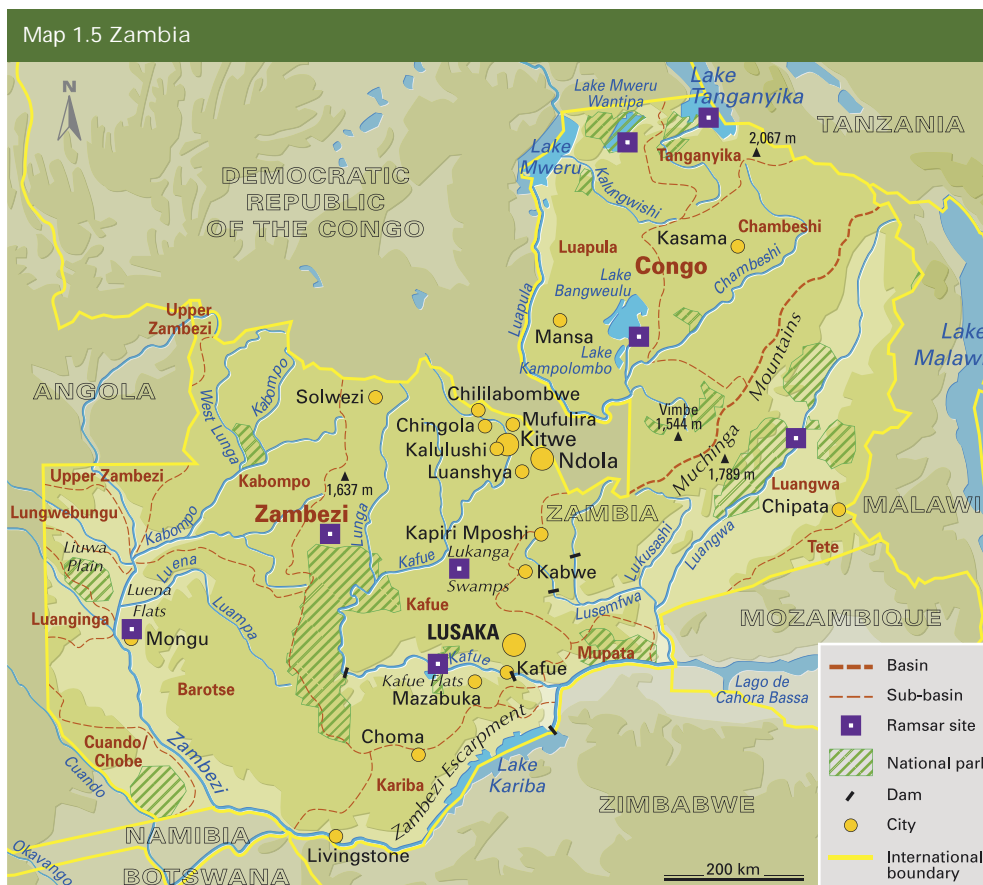 Map 1.5 Zambia
N
Lake Mweru
Wantipa
Lake
Tanganyika
TANZANIA
2,067 m
Lake
Mweru
Tanganyika
DEMOCRATIC
REPUBLIC
OF THE CONGO
Kalungwishi
Chambeshi
Kasama
Luapula
Congo
Chambeshi
Lake
Bangweulu
Luapula
Mansa
Lake
Kampolombo
Upper
Zambezi
Lake
Malawi
ANGOLA
Kabompo
West Lunga
Solwezi
Chililabombwe
Chingola
Mufulira
Kitwe
Kalulushi
Ndola
Luanshya
Vimbe
1,544 m
Muchinga Mountains
1,789 m
Upper Zambezi
Kabompo
1,637 m
Luangwa
Chipata
MALAWI
Lungwebungu
Zambezi
Lunga
Kabompo
ZAMBIA
Kapiri Mposhi
Lukusashi
Luangwa
Tete
Liuwa
Plain
Luena
Kafue
Lukanga
Swamps
Kabwe
Luena
Flats
Luampa
Kafue
Lusemfwa
MOZAMBIQUE
Luanginga
Mongu
LUSAKA
Mupata
Kafue
Kafue
Kafue Flats
Mazabuka
Barotse
Lago de
Cahora Bassa
Choma
Zambezi Escarpment
Cuando/
Chobe
Zambezi
Kariba
Lake
Kariba
Cuando
ZIMBABWE
NAMIBIA
Livingstone
Okavango
BOTSWANA
200 km
Basin
Sub-basin
Ramsar site
National park
Dam
City
International
boundary